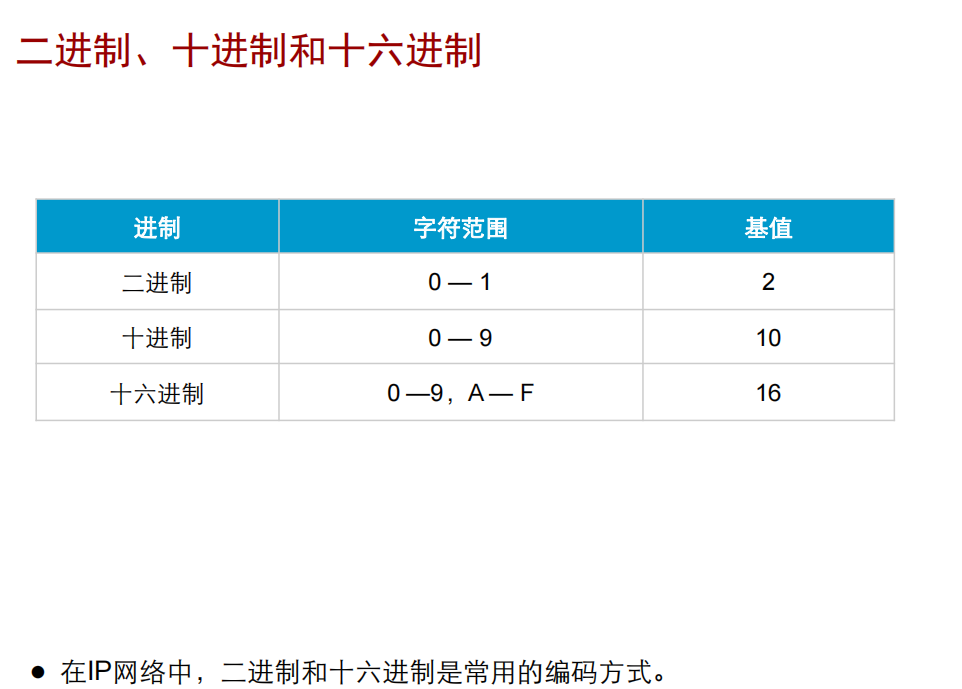 二进制、十进制和十六进制
进制 字符范围 基值
二进制 0 — 1 2
十进制 0 — 9 10
十六进制 0 —9，A — F 16
● 在IP网络中，二进制和十六进制是常用的编码方式。